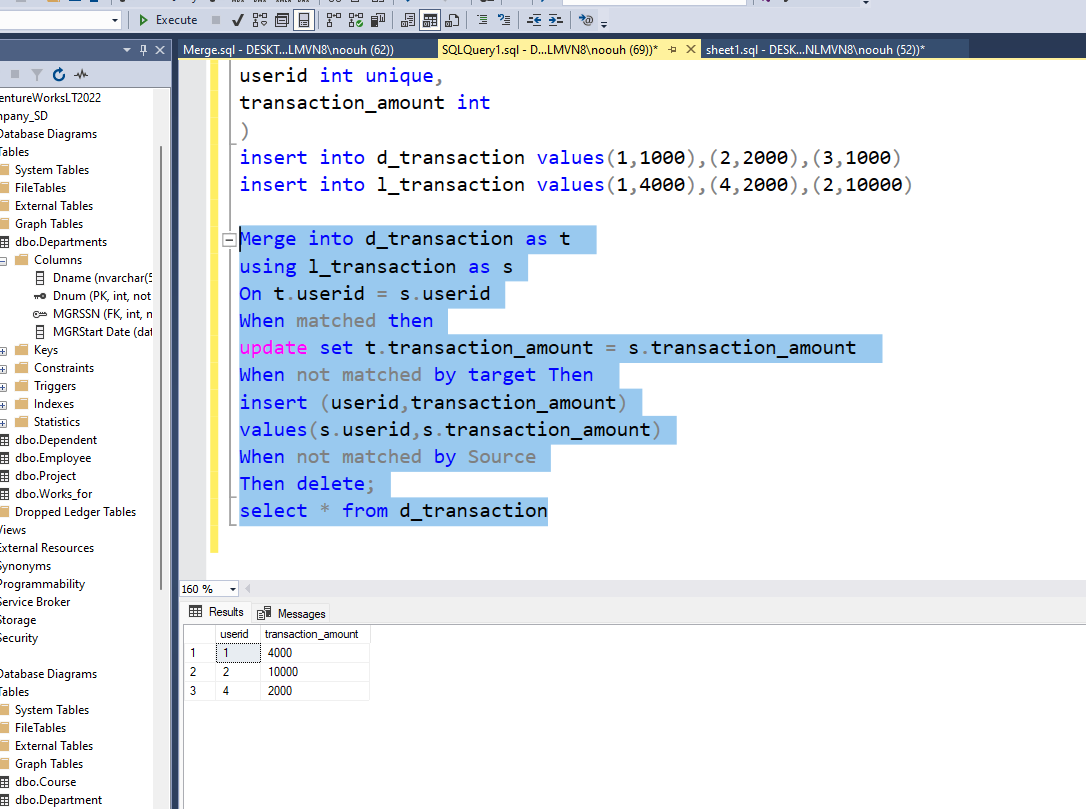 Execute
Merge.sql - DESKT...LMVN8\noouh (62))
SQLQuery1.sql - D...LMVN8\noouh (69))*
sheet1.sql - DESK...NLMVN8\noouh (52))*
entureWorksLT2022
mpany_SD
Database Diagrams
Tables
System Tables
FileTables
External Tables
Graph Tables
dbo.Departments
Columns
Dname (nvarchar(5
Dnum (PK, int, not
MGRSSN (FK, int, n
MGRStart Date (dat
Keys
Constraints
Triggers
Indexes
Statistics
dbo.Dependent
dbo.Employee
dbo.Project
dbo.Works_for
Dropped Ledger Tables
Views
External Resources
Synonyms
Programmability
Service Broker
Storage
Security
Database Diagrams
Tables
System Tables
FileTables
External Tables
Graph Tables
dbo.Course
dbo.Department
userid int unique,
transaction_amount int
)
insert into d_transaction values(1,1000),(2,2000),(3,1000)
insert into l_transaction values(1,4000),(4,2000),(2,10000)
Merge into d_transaction as t
using l_transaction as s
On t.userid = s.userid
When matched then
update set t.transaction_amount = s.transaction_amount
When not matched by target Then
insert (userid,transaction_amount)
values(s.userid,s.transaction_amount)
When not matched by Source
Then delete;
select * from d_transaction
160 %
Results Messages
userid transaction_amount
1 1 4000
2 2 10000
3 4 2000